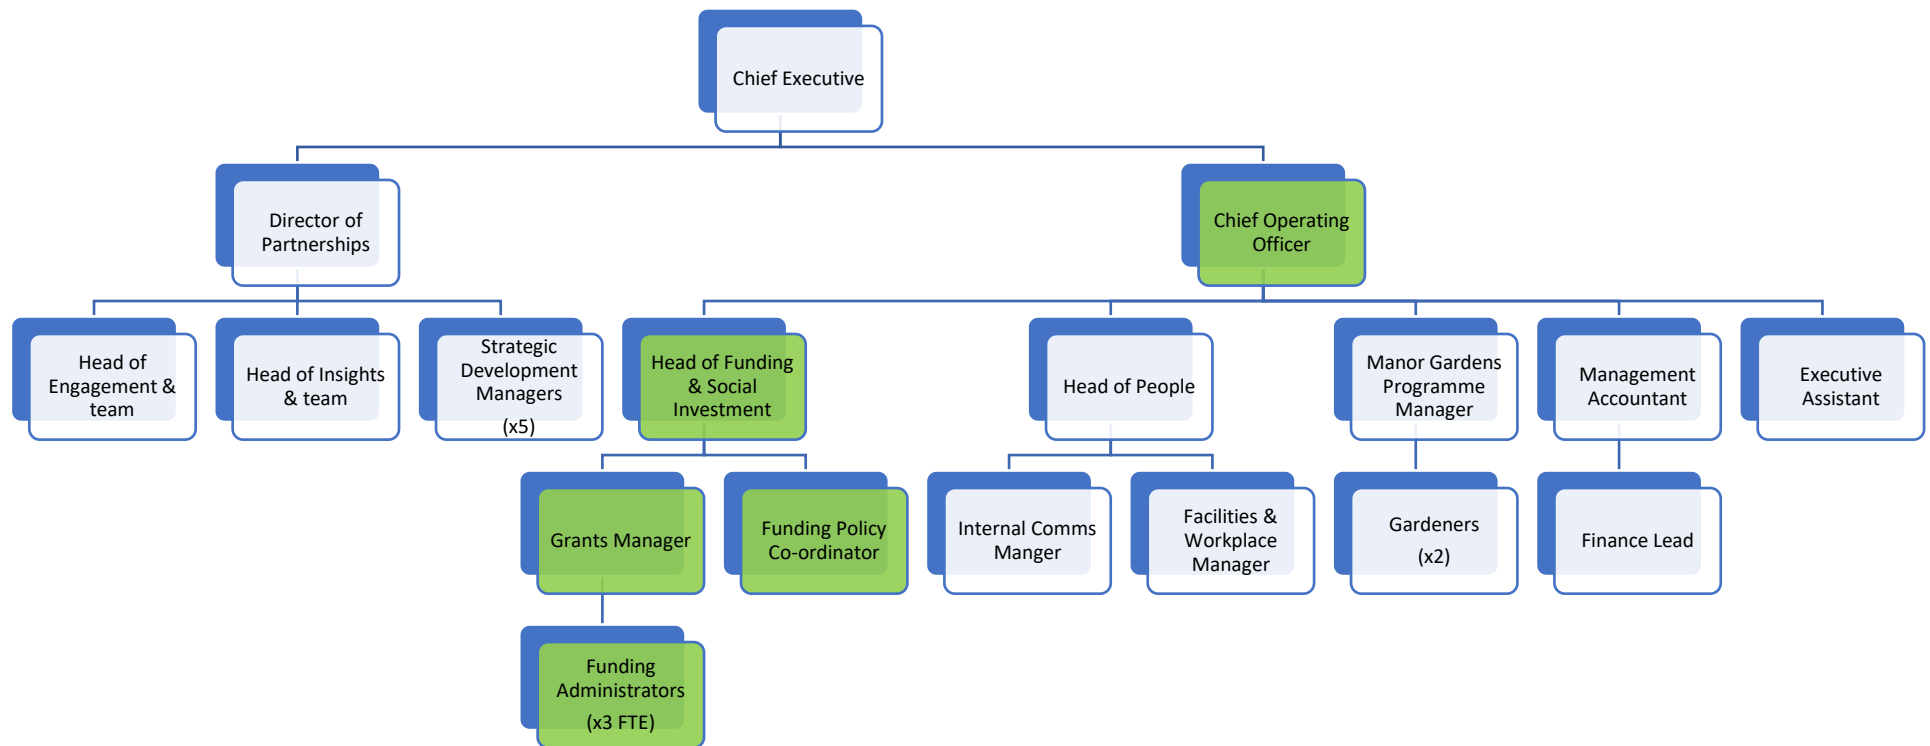 Chief Executive
Director of
Partnerships
Chief Operating
Officer
Head of
Engagement &
team
Head of Insights
& team
Strategic
Development
Managers
(x5)
Head of Funding
& Social
Investment
Head of People
Manor Gardens
Programme
Manager
Management
Accountant
Executive
Assistant
Grants Manager
Funding Policy
Co-ordinator
Internal Comms
Manger
Facilities &
Workplace
Manager
Gardeners
(x2)
Finance Lead
Funding
Administrators
(x3 FTE)